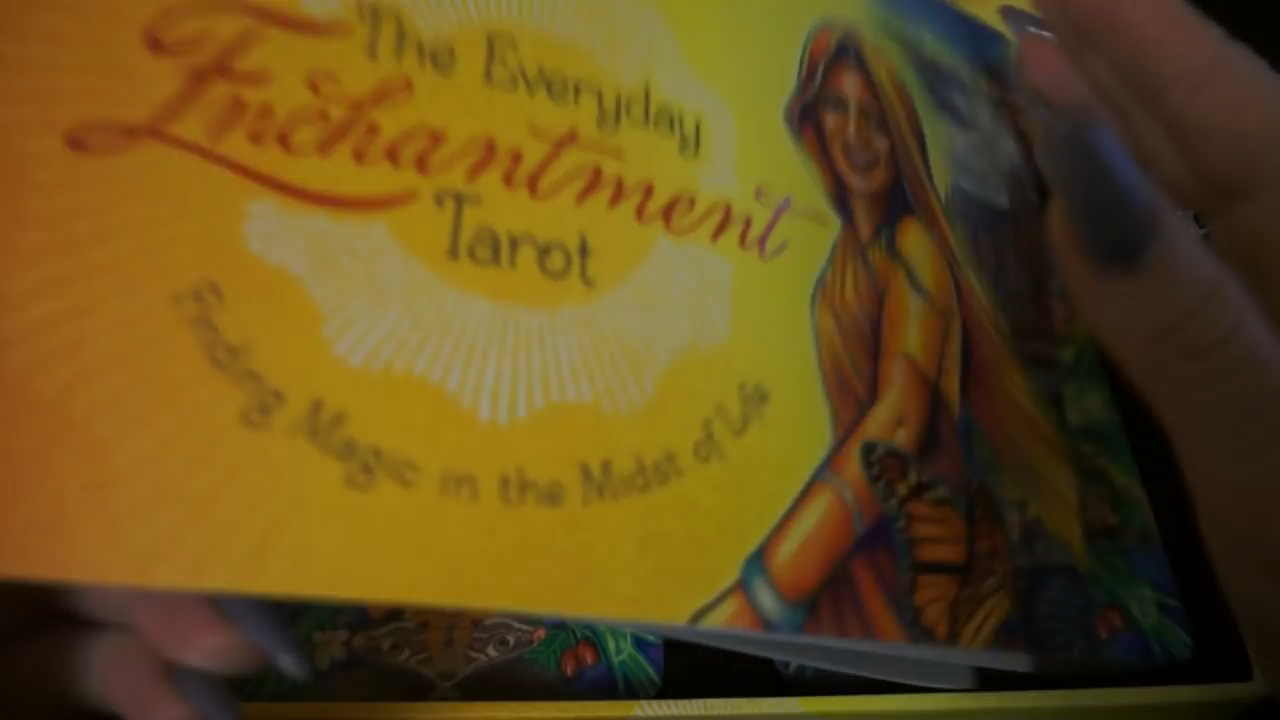 The Everyday
Enchantment
Tarot
Finding Magic in the Midst of Life